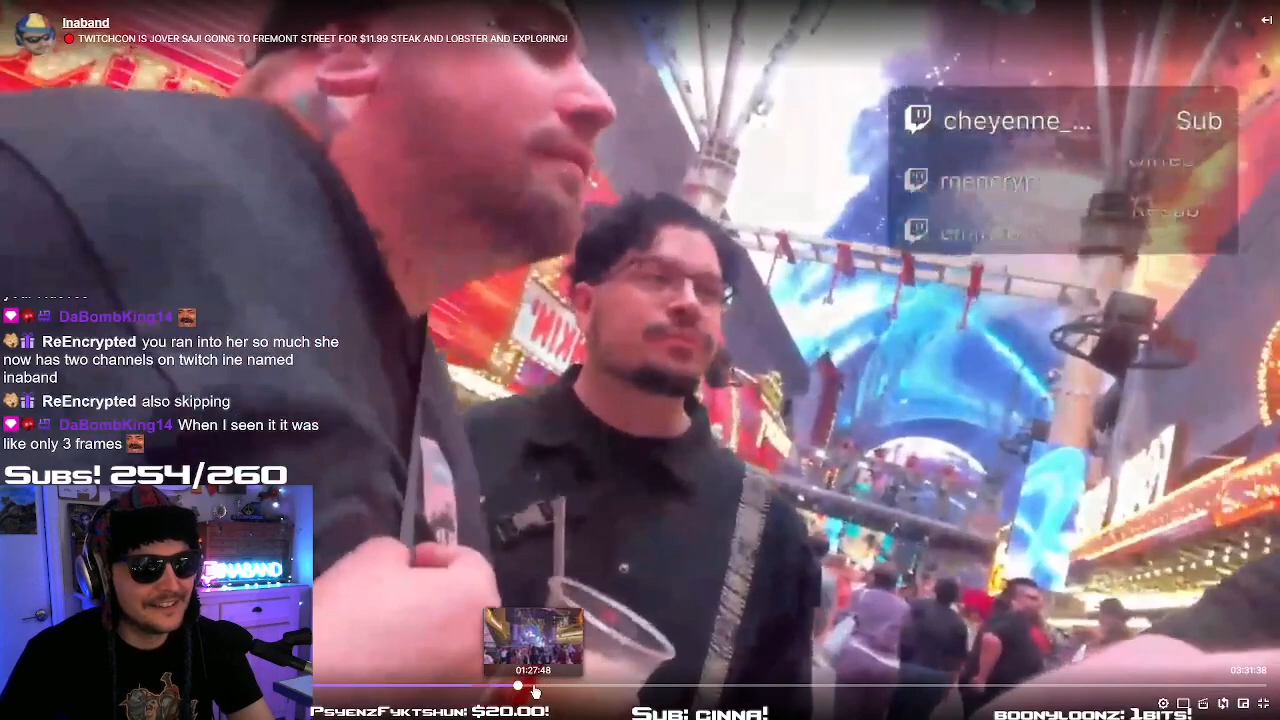 Inaband
TWITCHCON IS JOVER SAJ! GOING TO FREMONT STREET FOR $11.99 STEAK AND LOBSTER AND EXPLORING!
cheyenne_... Sub
DaBombKing14
ReEncrypted you ran into her so much she
now has two channels on twitch ine named
inaband
ReEncrypted also skipping
DaBombKing14 When I seen it it was
like only 3 frames
Subs! 254/260
INABAND
01:27:48
03:31:38
PsyenzFyktshun: $20.00!
Sub: cinna!
boonyloonz: 1bits!